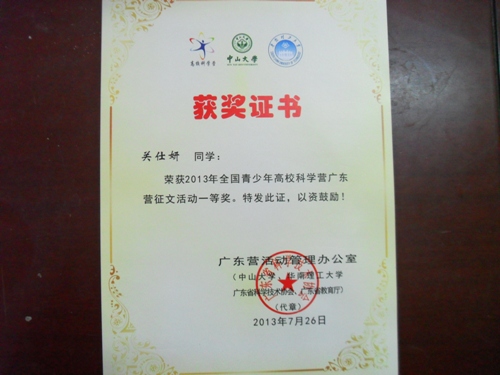 高校科学营
中山大学
获奖证书
关仕妍 同学：
荣获2013年全国青少年高校科学营广东
营征文活动一等奖。特发此证，以资鼓励！
广东营活动管理办公室
（中山大学、华南理工大学
广东省科学技术协会、广东省教育厅）
（代章）
2013年7月26日